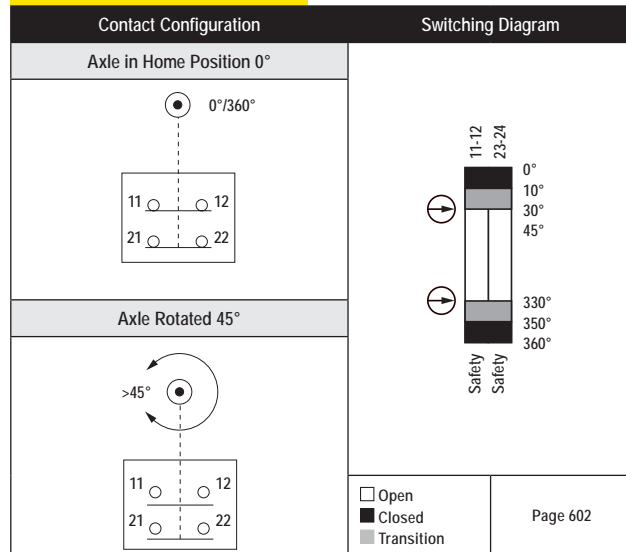 Contact Configuration
Switching Diagram
Axle in Home Position 0°
0°/360°
11 12
21 22
Axle Rotated 45°
>45°
11 12
21 22
11-12
23-24
0°
10°
30°
45°
330°
350°
360°
Safety
Safety
Open
Closed
Transition
Page 602